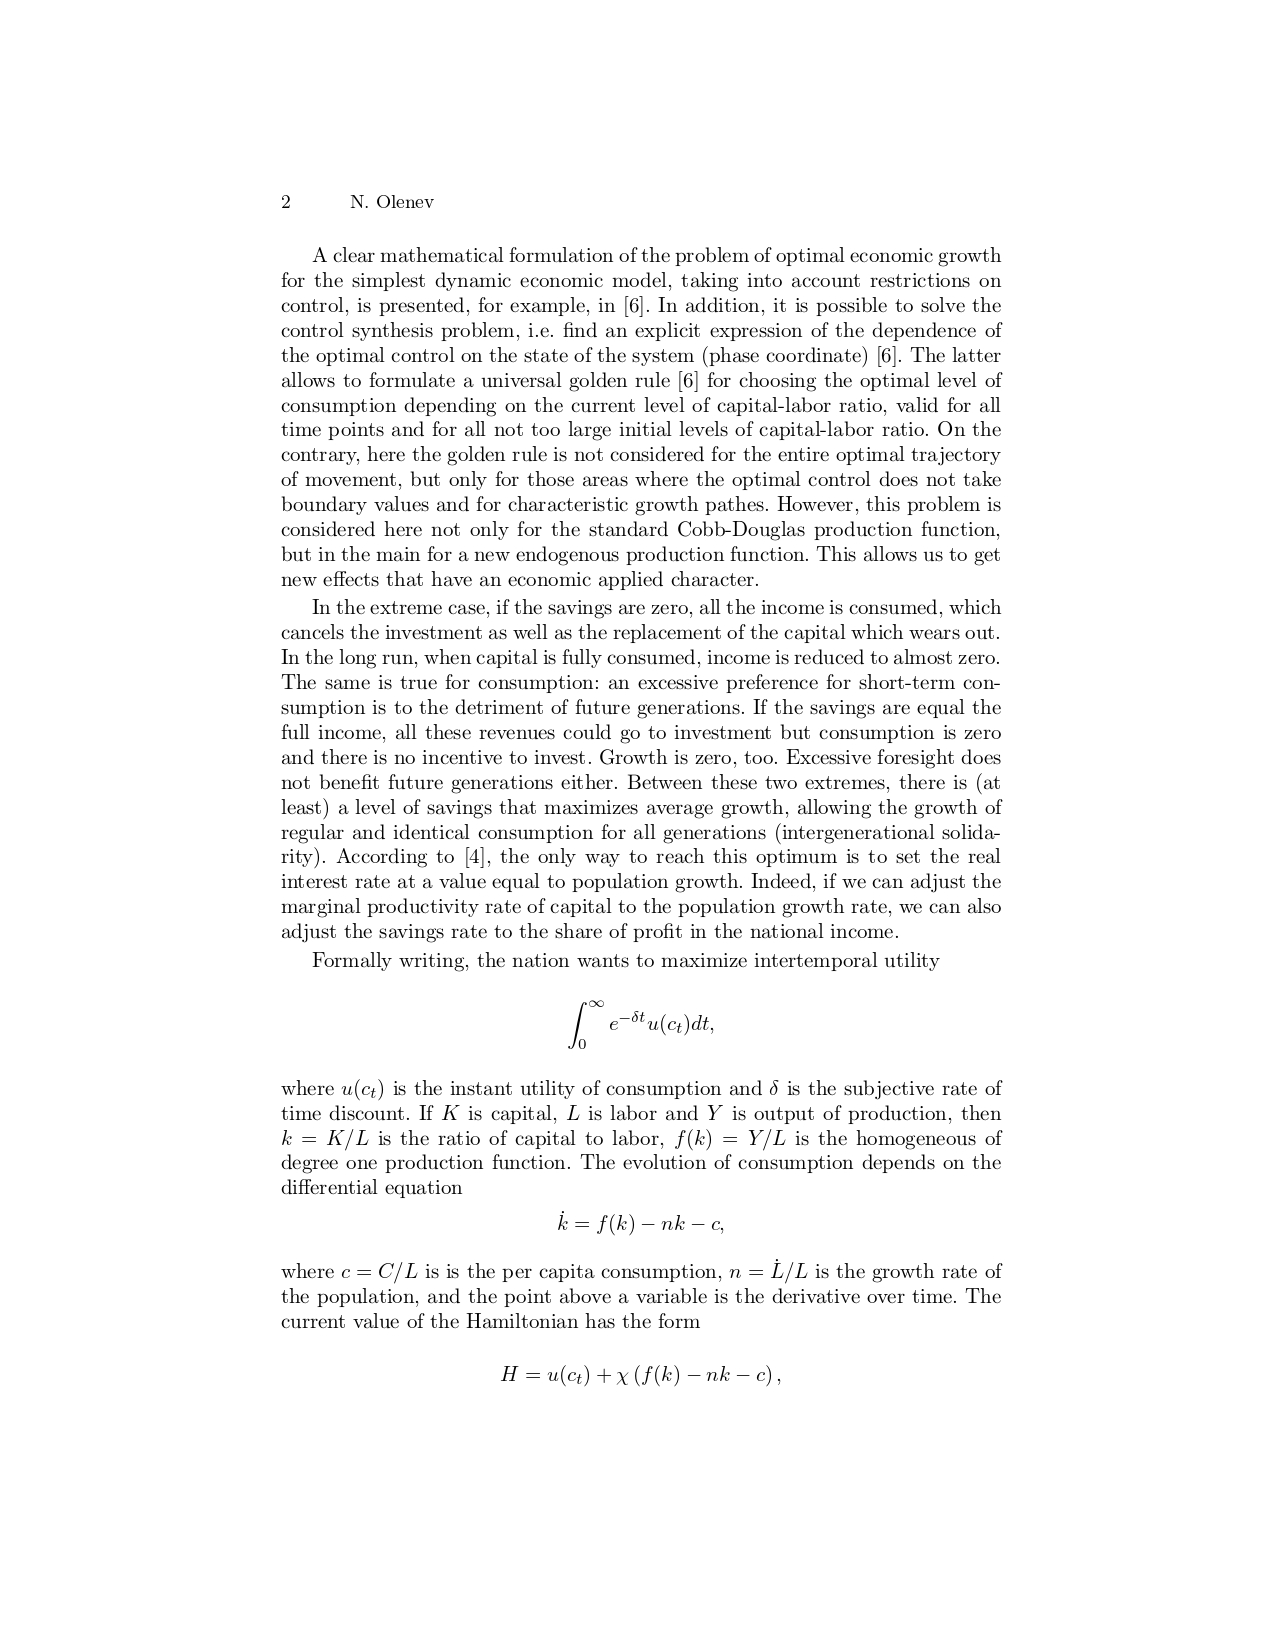 2 N. Olenev
A clear mathematical formulation of the problem of optimal economic growth
for the simplest dynamic economic model, taking into account restrictions on
control, is presented, for example, in [6]. In addition, it is possible to solve the
control synthesis problem, i.e. find an explicit expression of the dependence of
the optimal control on the state of the system (phase coordinate) [6]. The latter
allows to formulate a universal golden rule [6] for choosing the optimal level of
consumption depending on the current level of capital-labor ratio, valid for all
time points and for all not too large initial levels of capital-labor ratio. On the
contrary, here the golden rule is not considered for the entire optimal trajectory
of movement, but only for those areas where the optimal control does not take
boundary values and for characteristic growth pathes. However, this problem is
considered here not only for the standard Cobb-Douglas production function,
but in the main for a new endogenous production function. This allows us to get
new effects that have an economic applied character.
In the extreme case, if the savings are zero, all the income is consumed, which
cancels the investment as well as the replacement of the capital which wears out.
In the long run, when capital is fully consumed, income is reduced to almost zero.
The same is true for consumption: an excessive preference for short-term con-
sumption is to the detriment of future generations. If the savings are equal the
full income, all these revenues could go to investment but consumption is zero
and there is no incentive to invest. Growth is zero, too. Excessive foresight does
not benefit future generations either. Between these two extremes, there is (at
least) a level of savings that maximizes average growth, allowing the growth of
regular and identical consumption for all generations (intergenerational solida-
rity). According to [4], the only way to reach this optimum is to set the real
interest rate at a value equal to population growth. Indeed, if we can adjust the
marginal productivity rate of capital to the population growth rate, we can also
adjust the savings rate to the share of profit in the national income.
Formally writing, the nation wants to maximize intertemporal utility
∫₀^∞ e^{−δt} u(c_t)dt,
where u(c_t) is the instant utility of consumption and δ is the subjective rate of
time discount. If K is capital, L is labor and Y is output of production, then
k = K/L is the ratio of capital to labor, f(k) = Y/L is the homogeneous of
degree one production function. The evolution of consumption depends on the
differential equation
k̇ = f(k) − nk − c,
where c = C/L is is the per capita consumption, n = L̇/L is the growth rate of
the population, and the point above a variable is the derivative over time. The
current value of the Hamiltonian has the form
H = u(c_t) + χ (f(k) − nk − c) ,